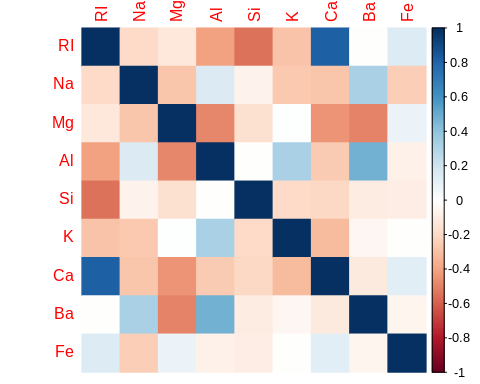 RI Na Mg Al Si K Ca Ba Fe
RI
Na
Mg
Al
Si
K
Ca
Ba
Fe
1
0.8
0.6
0.4
0.2
0
-0.2
-0.4
-0.6
-0.8
-1